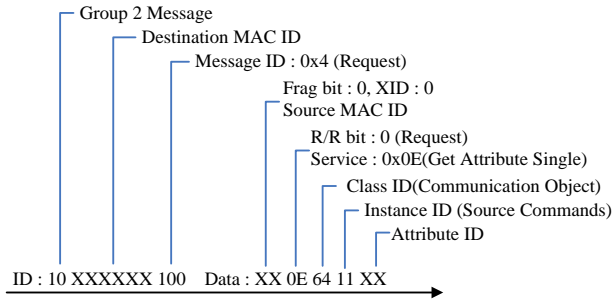 Group 2 Message
Destination MAC ID
Message ID : 0x4 (Request)
Frag bit : 0, XID : 0
Source MAC ID
R/R bit : 0 (Request)
Service : 0x0E(Get Attribute Single)
Class ID(Communication Object)
Instance ID (Source Commands)
Attribute ID
ID : 10 XXXXXX 100 Data : XX 0E 64 11 XX